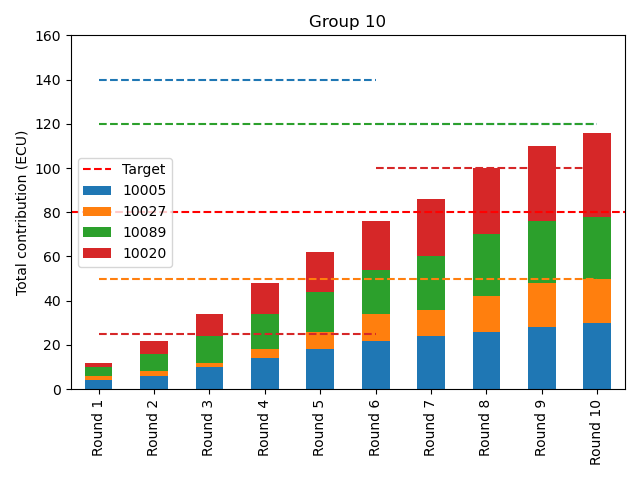 Group 10
Total contribution (ECU)
160
140
120
100
80
60
40
20
0
Target
10005
10027
10089
10020
Round 1
Round 2
Round 3
Round 4
Round 5
Round 6
Round 7
Round 8
Round 9
Round 10